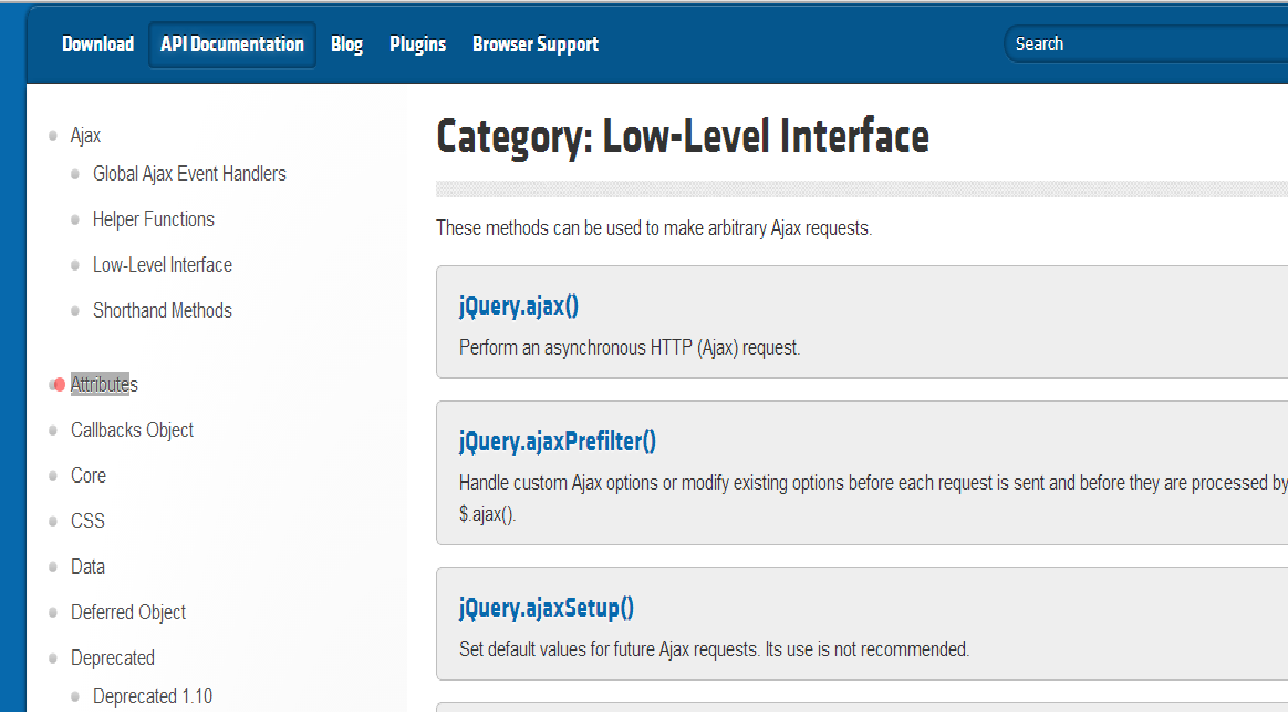 Download API Documentation Blog Plugins Browser Support Search
Ajax
Global Ajax Event Handlers
Helper Functions
Low-Level Interface
Shorthand Methods
Attributes
Callbacks Object
Core
CSS
Data
Deferred Object
Deprecated
Deprecated 1.10
Category: Low-Level Interface
These methods can be used to make arbitrary Ajax requests.
jQuery.ajax()
Perform an asynchronous HTTP (Ajax) request.
jQuery.ajaxPrefilter()
Handle custom Ajax options or modify existing options before each request is sent and before they are processed by
$.ajax().
jQuery.ajaxSetup()
Set default values for future Ajax requests. Its use is not recommended.